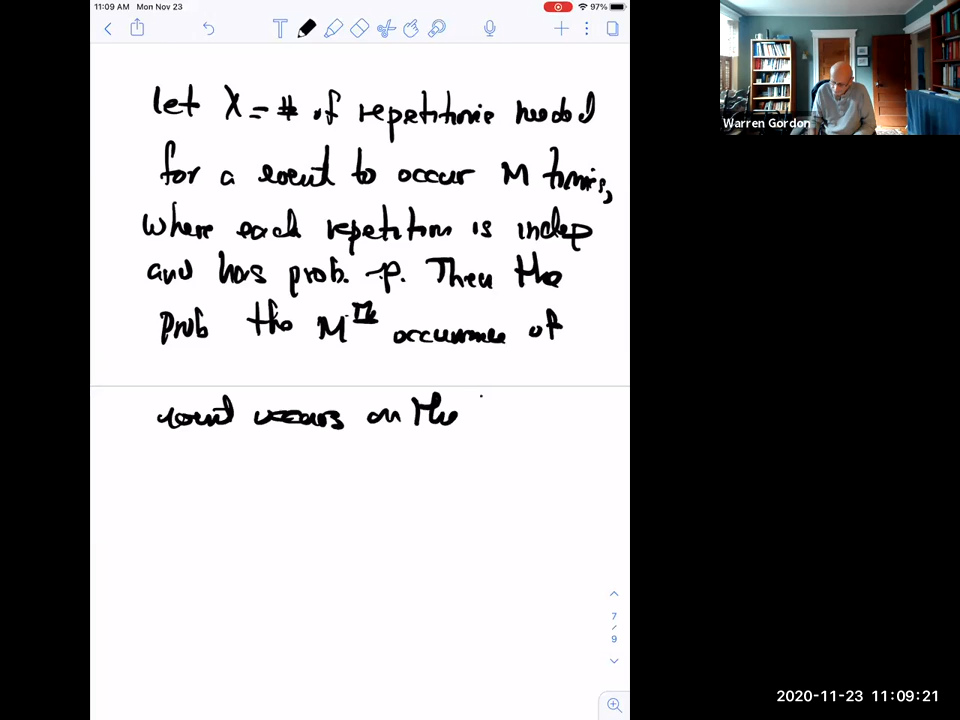 11:09 AM Mon Nov 23
97%
let X = # of repetitions needed
for a event to occur M times,
where each repetition is indep
and has prob. p. Then the
prob the Mth occurrence of
event occurs on the
Warren Gordon
7
/
9
2020-11-23 11:09:21